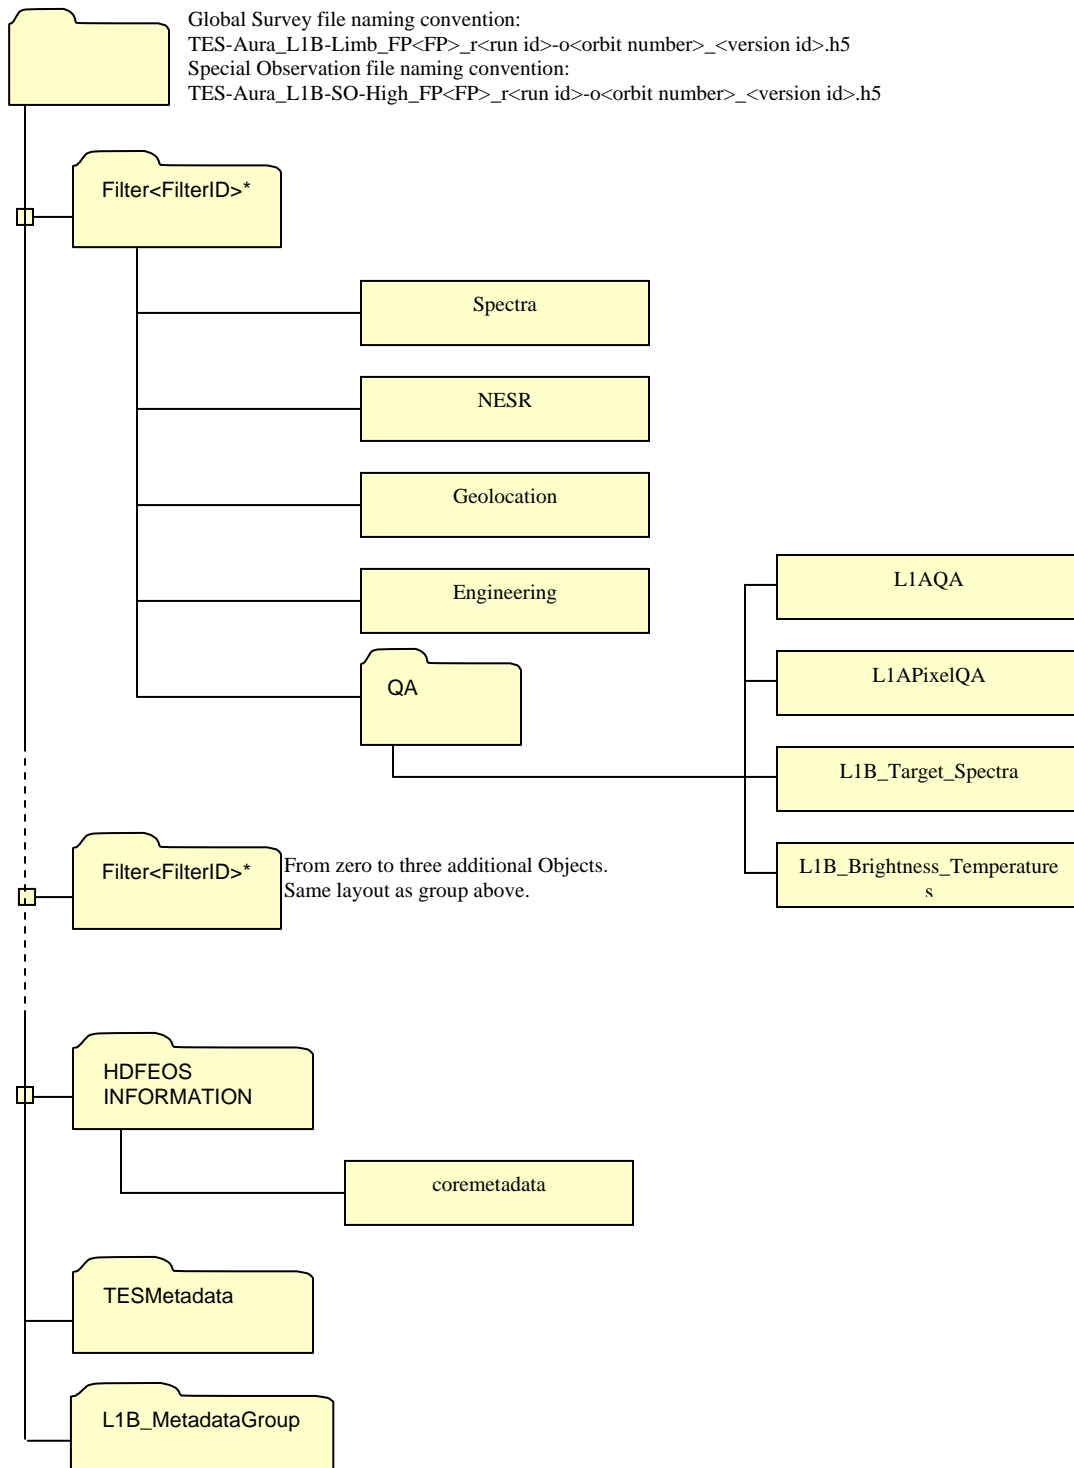 Global Survey file naming convention:
TES-Aura_L1B-Limb_FP<FP>_r<run id>-o<orbit number>_<version id>.h5
Special Observation file naming convention:
TES-Aura_L1B-SO-High_FP<FP>_r<run id>-o<orbit number>_<version id>.h5
Filter<FilterID>*
Spectra
NESR
Geolocation
Engineering
QA
L1AQA
L1APixelQA
L1B_Target_Spectra
L1B_Brightness_Temperature
s
Filter<FilterID>*
From zero to three additional Objects.
Same layout as group above.
HDFEOS
INFORMATION
coremetadata
TESMetadata
L1B_MetadataGroup